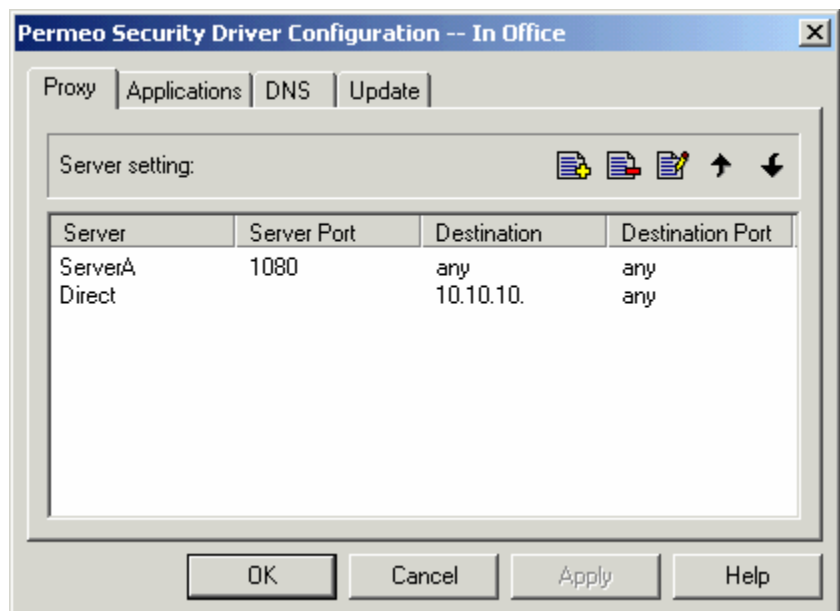 Permeo Security Driver Configuration -- In Office
Proxy Applications DNS Update
Server setting:
Server Server Port Destination Destination Port
ServerA 1080 any any
Direct 10.10.10. any
OK Cancel Apply Help